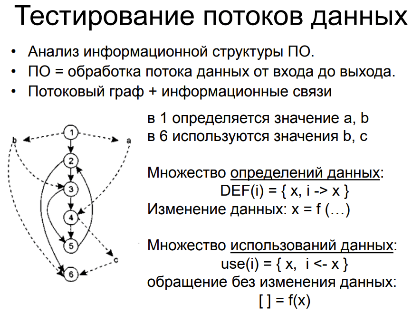 Тестирование потоков данных
• Анализ информационной структуры ПО.
• ПО = обработка потока данных от входа до выхода.
• Потоковый граф + информационные связи
в 1 определяется значение a, b
в 6 используются значения b, c
Множество определений данных:
DEF(i) = { x, i -> x }
Изменение данных: x = f (…)
Множество использований данных:
use(i) = { x, i <- x }
обращение без изменения данных:
[ ] = f(x)
1
b
a
2
3
4
5
c
6